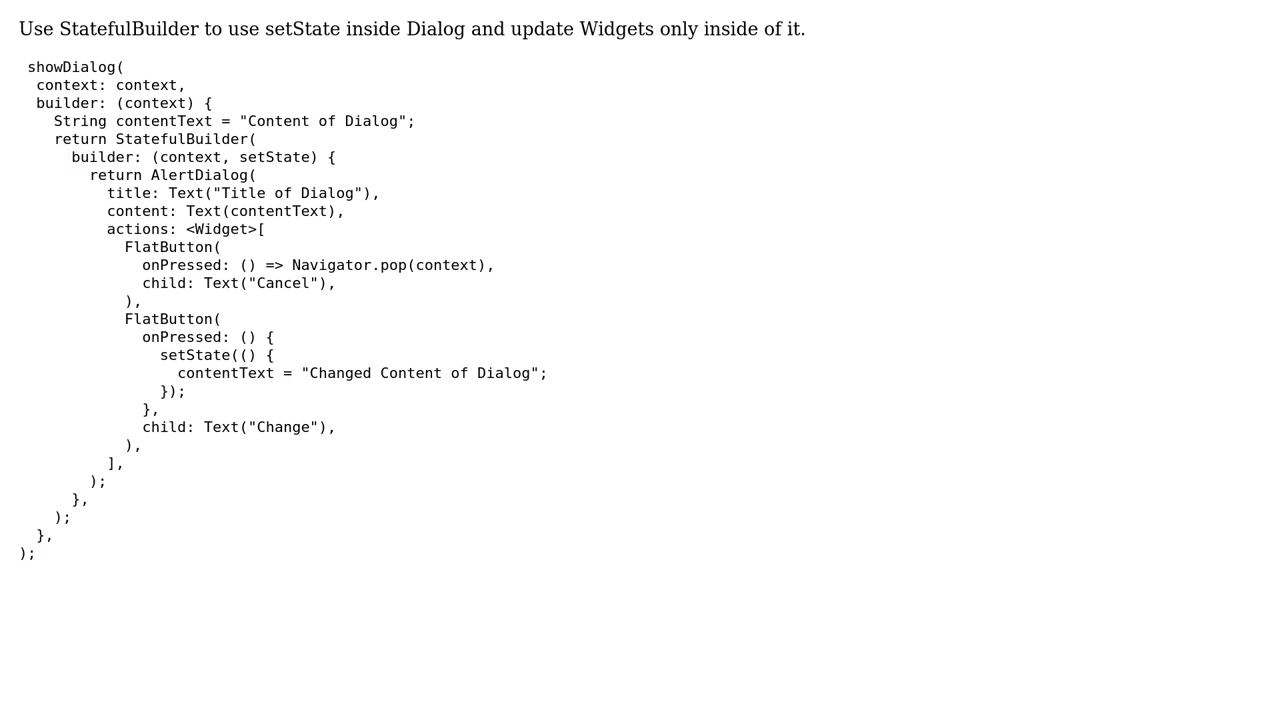 Use StatefulBuilder to use setState inside Dialog and update Widgets only inside of it.
 showDialog(
  context: context,
  builder: (context) {
    String contentText = "Content of Dialog";
    return StatefulBuilder(
      builder: (context, setState) {
        return AlertDialog(
          title: Text("Title of Dialog"),
          content: Text(contentText),
          actions: <Widget>[
            FlatButton(
              onPressed: () => Navigator.pop(context),
              child: Text("Cancel"),
            ),
            FlatButton(
              onPressed: () {
                setState(() {
                  contentText = "Changed Content of Dialog";
                });
              },
              child: Text("Change"),
            ),
          ],
        );
      },
    );
  },
);